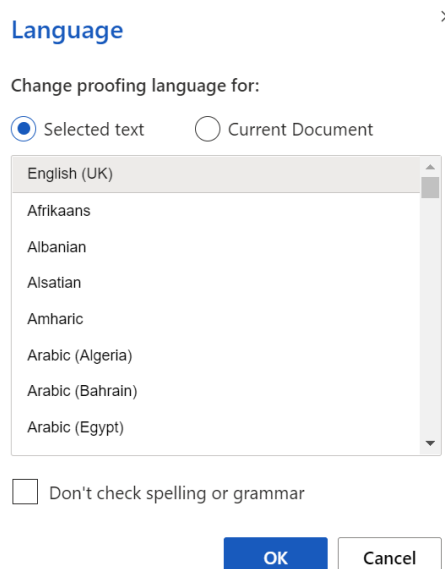 Language
Change proofing language for:
Selected text Current Document
English (UK)
Afrikaans
Albanian
Alsatian
Amharic
Arabic (Algeria)
Arabic (Bahrain)
Arabic (Egypt)
Don't check spelling or grammar
OK Cancel